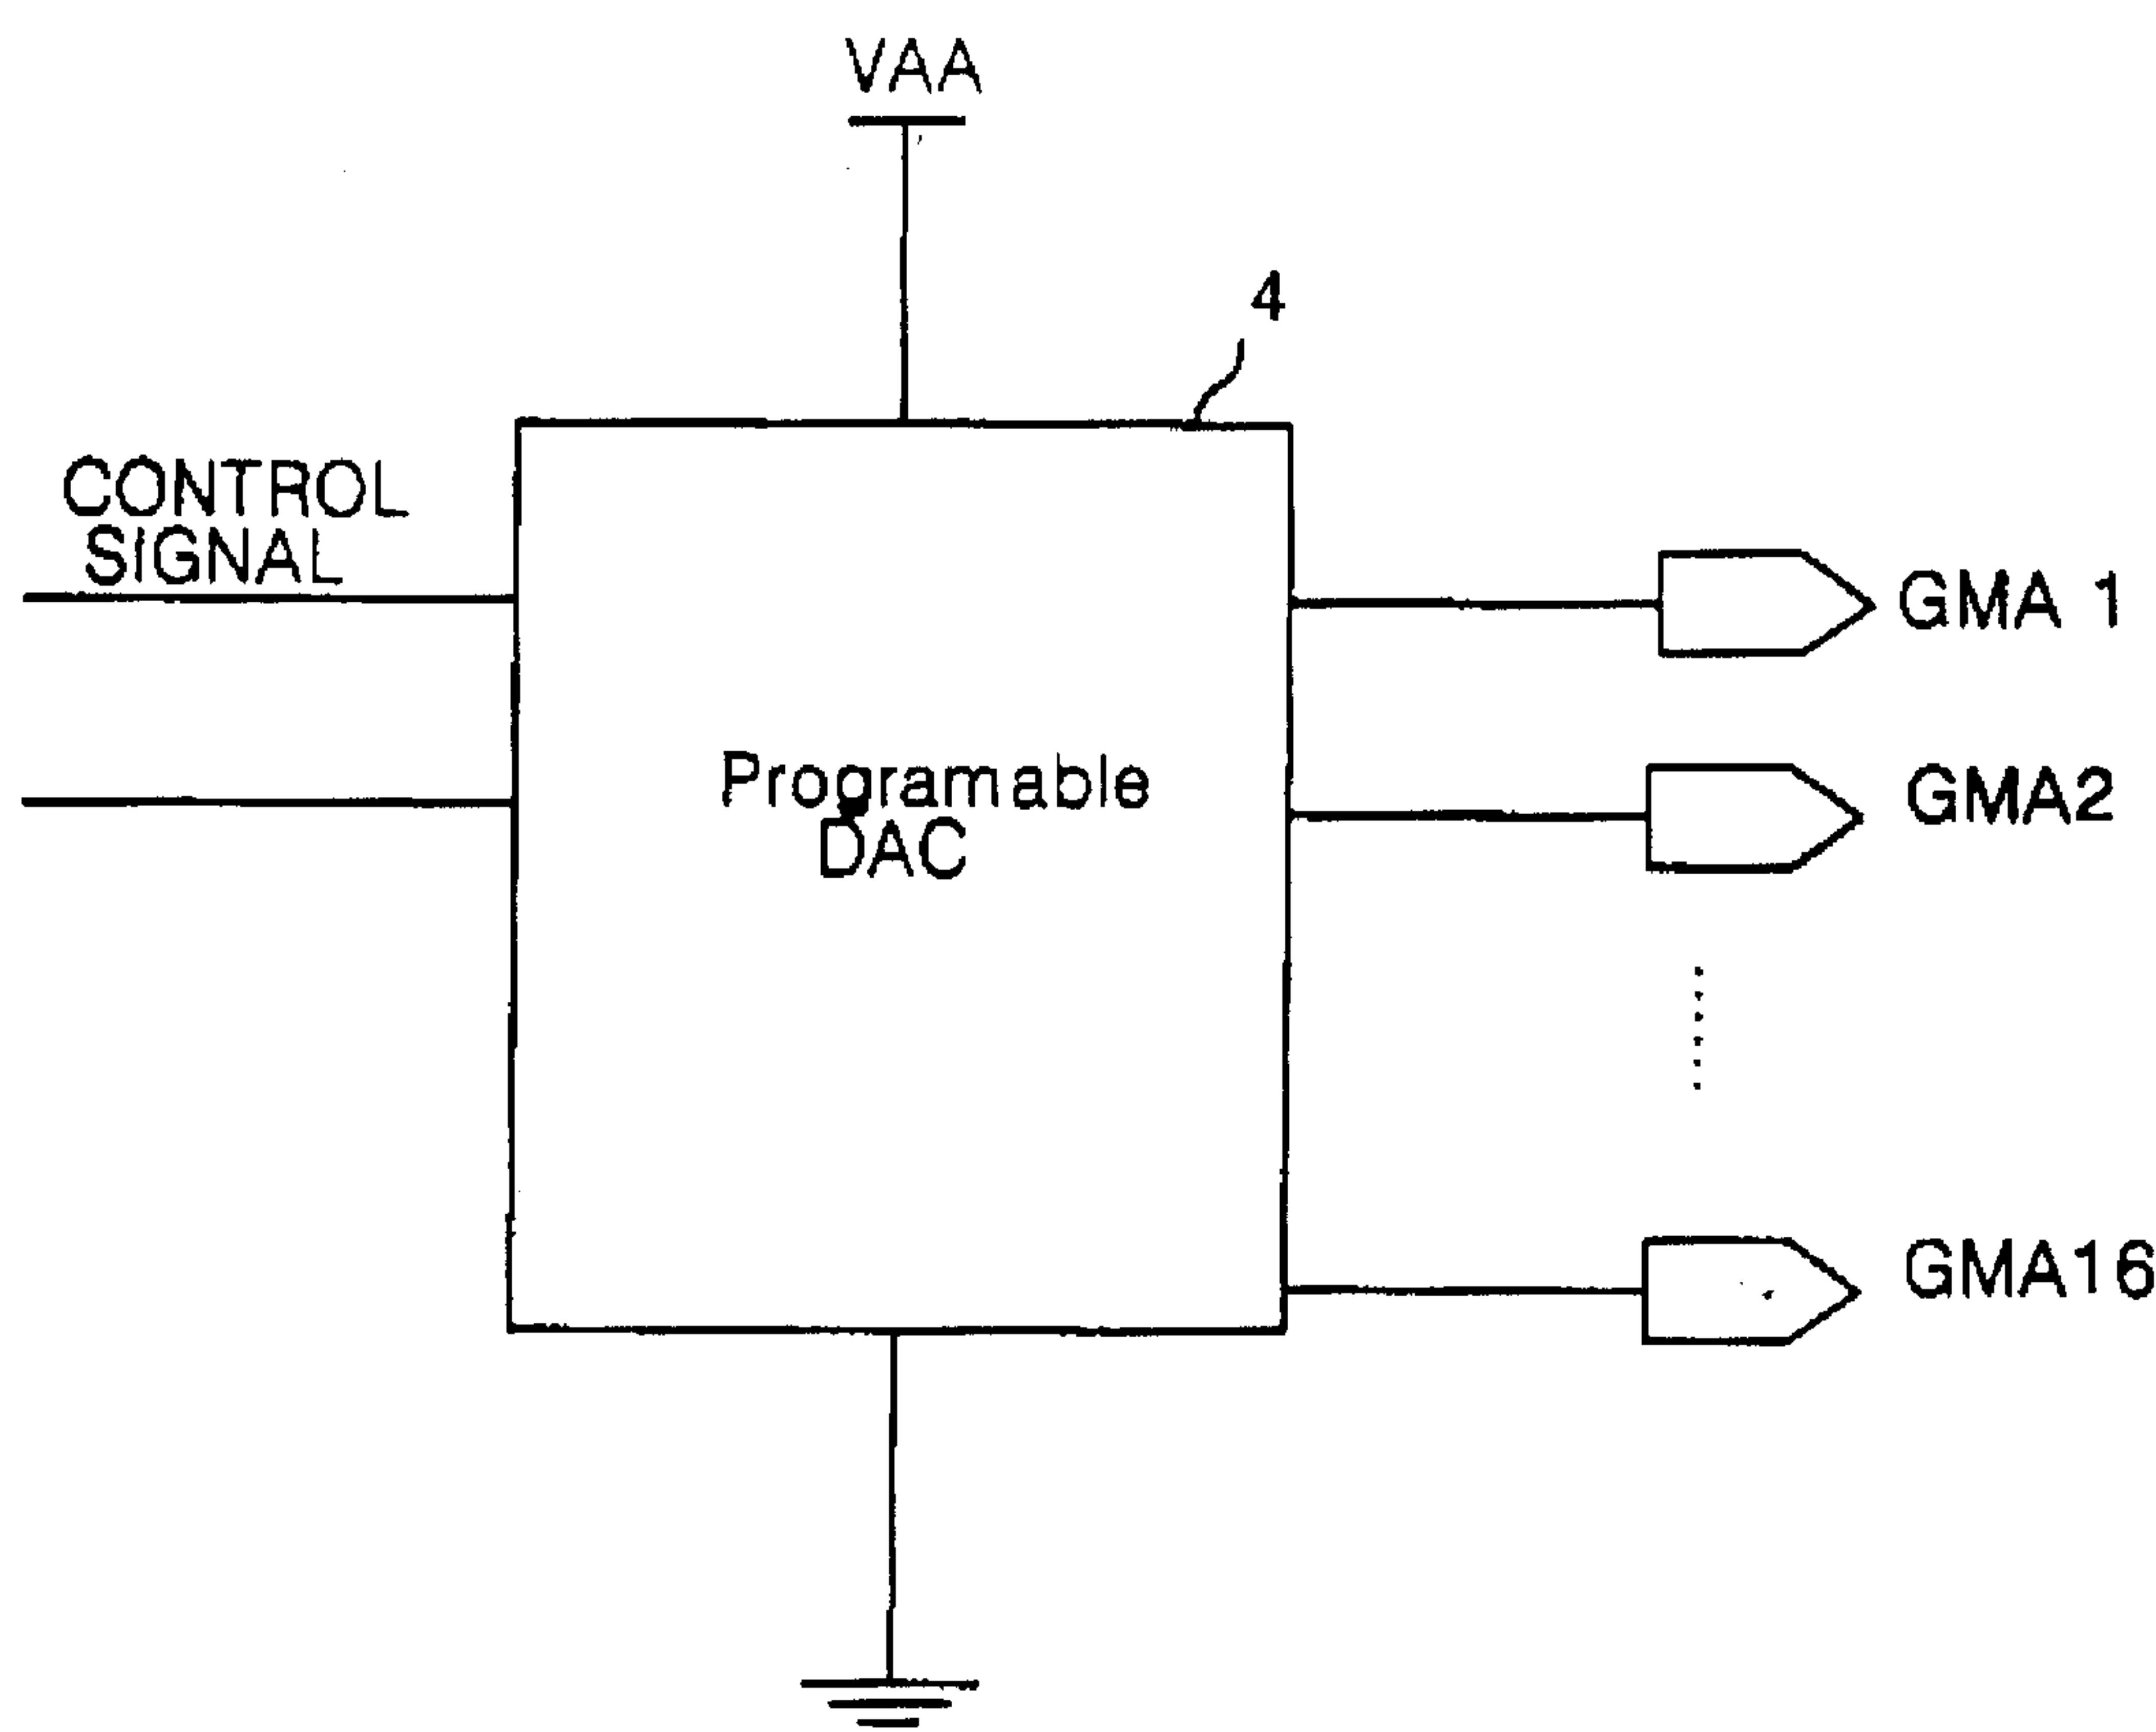 VAA
4
CONTROL
SIGNAL
GMA 1
Programable
DAC
GMA2
GMA16